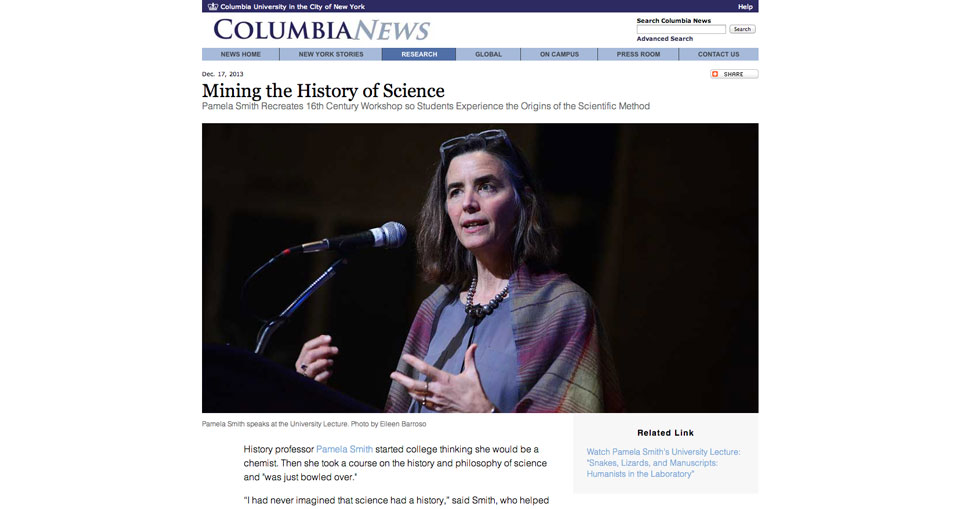 Columbia University in the City of New York
Help
COLUMBIANEWS
Search Columbia News
Search
Advanced Search
NEWS HOME
NEW YORK STORIES
RESEARCH
GLOBAL
ON CAMPUS
PRESS ROOM
CONTACT US
Dec. 17, 2013
SHARE
Mining the History of Science
Pamela Smith Recreates 16th Century Workshop so Students Experience the Origins of the Scientific Method
Pamela Smith speaks at the University Lecture. Photo by Eileen Barroso
History professor Pamela Smith started college thinking she would be a
chemist. Then she took a course on the history and philosophy of science
and "was just bowled over."
"I had never imagined that science had a history," said Smith, who helped
Related Link
Watch Pamela Smith's University Lecture:
"Snakes, Lizards, and Manuscripts:
Humanists in the Laboratory"